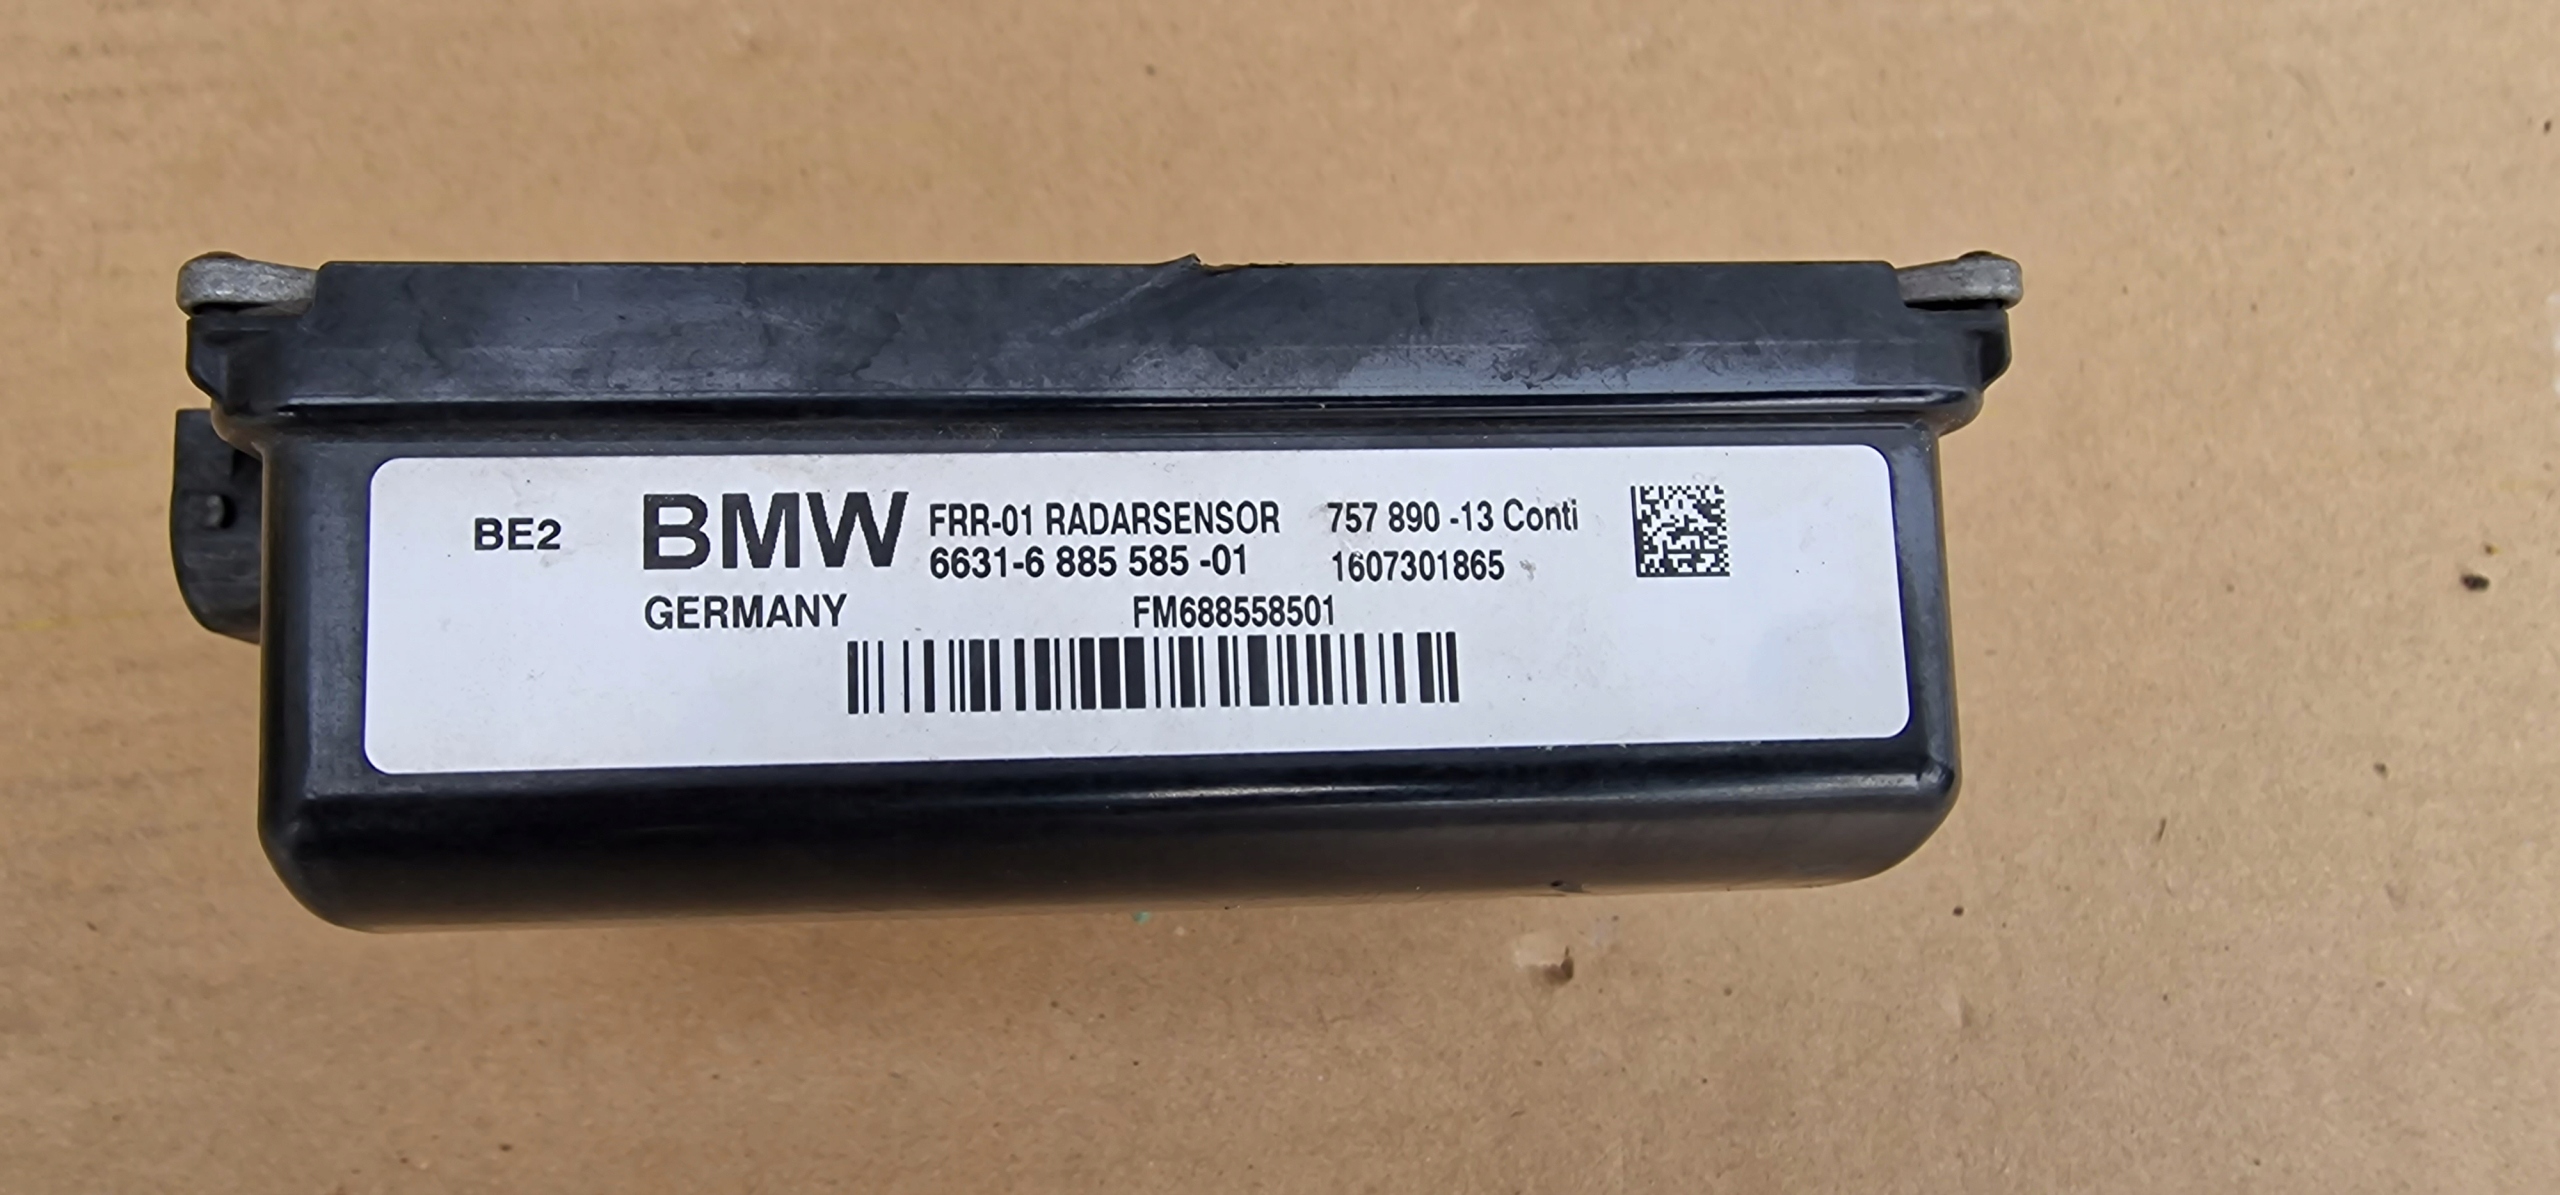 BE2
BMW
FRR-01 RADARSENSOR 757 890 -13 Conti
6631-6 885 585 -01 1607301865
GERMANY FM688558501